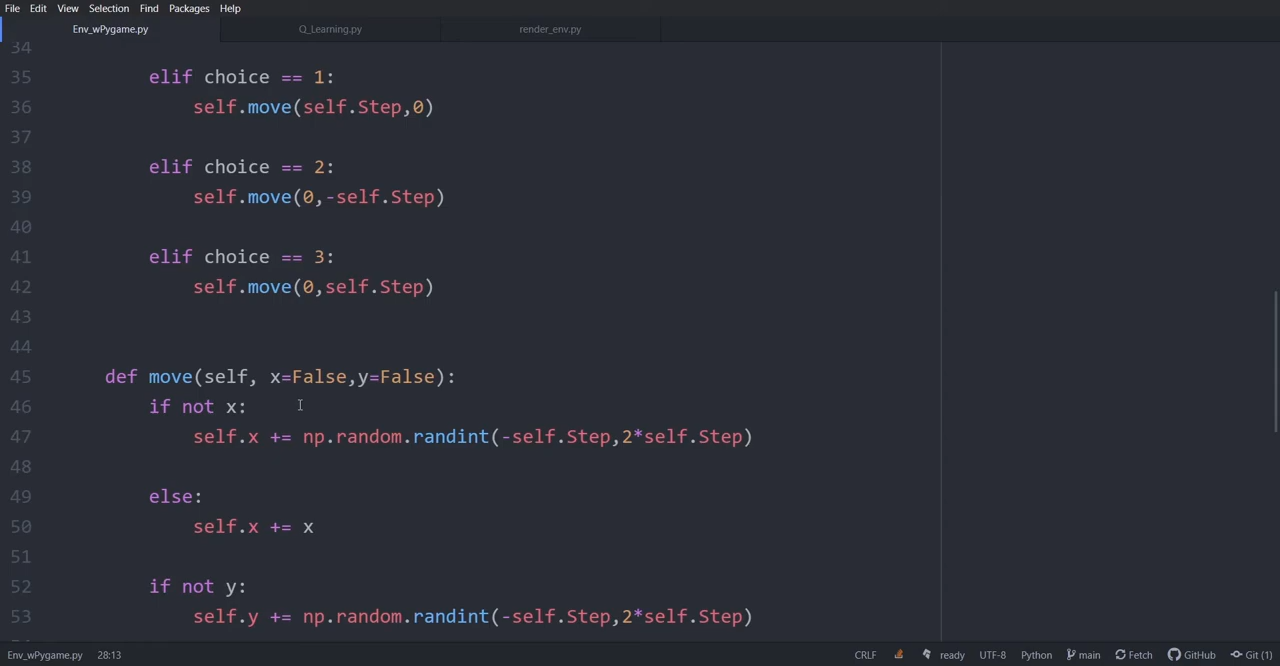 File Edit View Selection Find Packages Help
Env_wPygame.py Q_Learning.py render_env.py
34
35 elif choice == 1:
36 self.move(self.Step,0)
37
38 elif choice == 2:
39 self.move(0,-self.Step)
40
41 elif choice == 3:
42 self.move(0,self.Step)
43
44
45 def move(self, x=False,y=False):
46 if not x:
47 self.x += np.random.randint(-self.Step,2*self.Step)
48
49 else:
50 self.x += x
51
52 if not y:
53 self.y += np.random.randint(-self.Step,2*self.Step)
Env_wPygame.py 28:13 CRLF ready UTF-8 Python main Fetch GitHub Git (1)